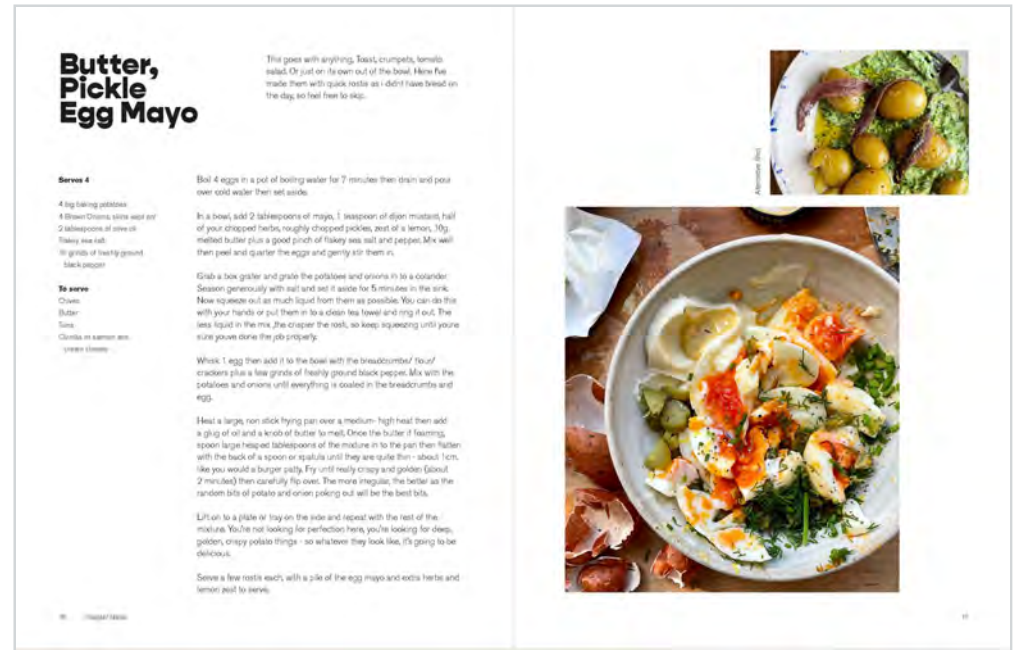 Butter,
Pickle
Egg Mayo
This goes with anything, Toast, crumpets, tomato
salad. Or just on its own out of the bowl. Here I've
made them with quick rostis as i didnt have bread on
the day, so feel free to skip.
Serves 4
4 big baking potatoes
4 Brown Onions, skins kept on
2 tablespoons of olive oil
Flakey sea salt
10 grinds of freshly ground
black pepper
To serve
Chives
Butter
Tuna
Boil 4 eggs in a pot of boiling water for 7 minutes then drain and pour
over cold water then set aside.
In a bowl, add 2 tablespoons of mayo, 1 teaspoon of dijon mustard, half
of your chopped herbs, roughly chopped pickles, zest of a lemon, 10g
melted butter plus a good pinch of flakey sea salt and pepper. Mix well
then peel and quarter the eggs and gently stir them in.
Grab a box grater and grate the potatoes and onions in to a colander.
Season generously with salt and set it aside for 5 minutes in the sink.
Now squeeze out as much liquid from them as possible. You can do this
with your hands or put them in to a clean tea towel and ring it out. The
less liquid in the mix ,the crisper the rosti, so keep squeezing until youre
sure youve done the job properly.
Whisk 1 egg then add it to the bowl with the breadcrumbs/ flour/
crackers plus a few grinds of freshly ground black pepper. Mix with the
potatoes and onions until everything is coated in the breadcrumbs and
egg.
Heat a large, non stick frying pan over a medium- high heat then add
a glug of oil and a knob of butter to melt. Once the butter if foaming,
spoon large heaped tablespoons of the mixture in to the pan then flatten
with the back of a spoon or spatula until they are quite thin - about 1cm,
like you would a burger patty. Fry until really crispy and golden (about
2 minutes) then carefully flip over. The more irregular, the better as the
random bits of potato and onion poking out will be the best bits.
Lift on to a plate or tray on the side and repeat with the rest of the
mixture. You're not looking for perfection here, you're looking for deep,
golden, crispy potato things - so whatever they look like, it's going to be
delicious.
Serve a few rostis each, with a pile of the egg mayo and extra herbs and
lemon zest to serve.
Alternative Shot